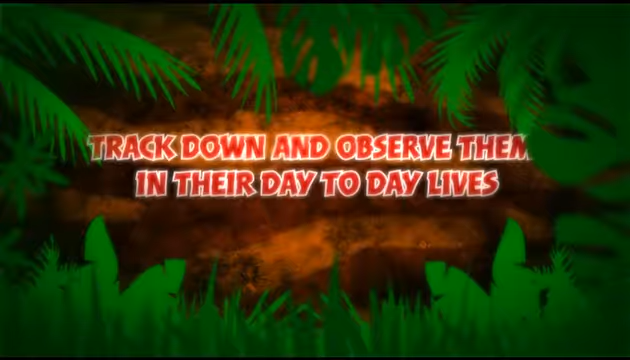 TRACK DOWN AND OBSERVE THEM
IN THEIR DAY TO DAY LIVES